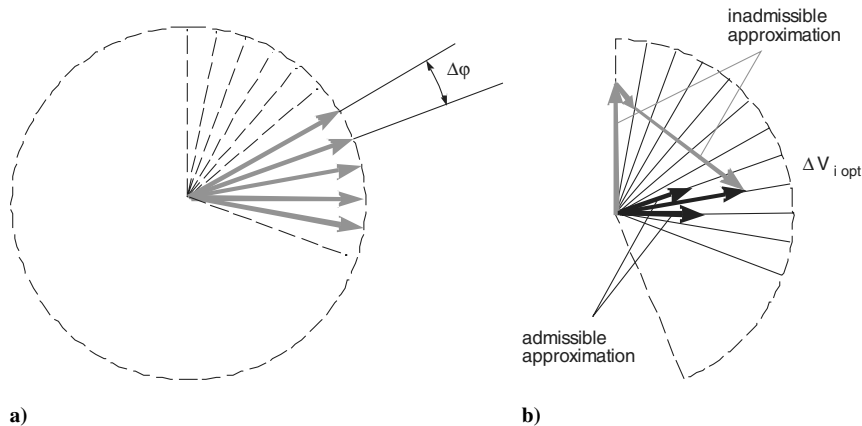 inadmissible
approximation
Δφ
ΔV i opt
admissible
approximation
a)
b)